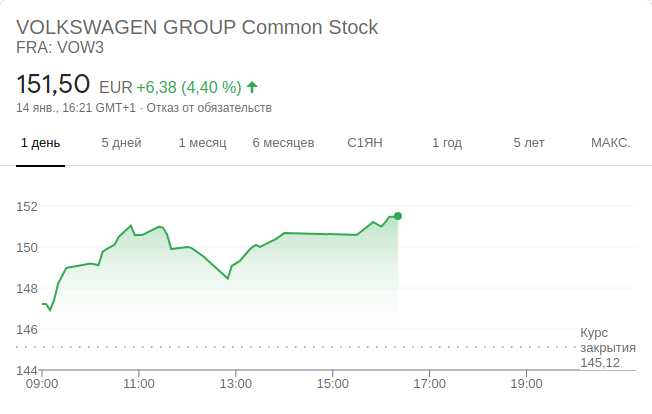 VOLKSWAGEN GROUP Common Stock
FRA: VOW3
151,50 EUR +6,38 (4,40 %)
14 янв., 16:21 GMT+1 · Отказ от обязательств
1 день 5 дней 1 месяц 6 месяцев С1ЯН 1 год 5 лет МАКС.
152
150
148
146
Курс
закрытия
145,12
144
09:00 11:00 13:00 15:00 17:00 19:00